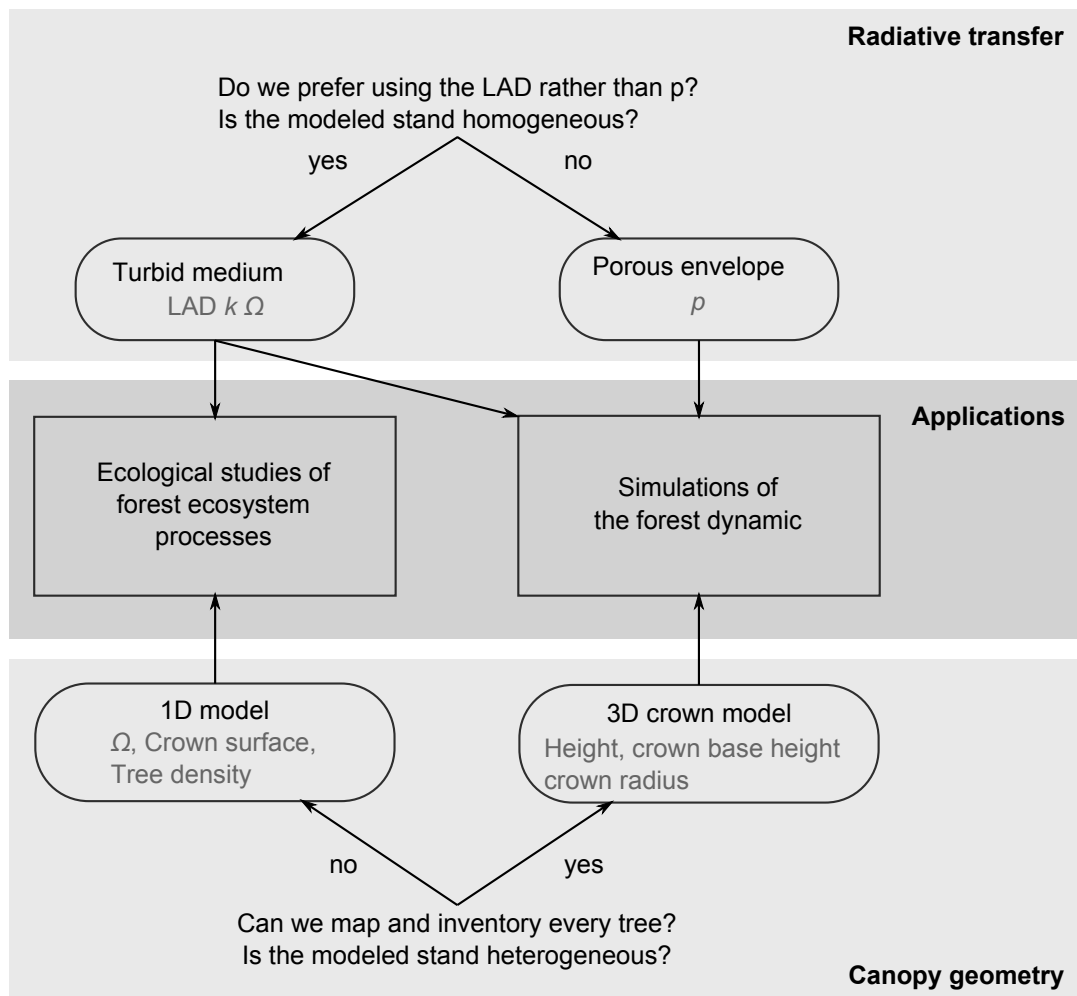 Radiative transfer
Do we prefer using the LAD rather than p?
Is the modeled stand homogeneous?
yes
no
Turbid medium
LAD k Ω
Porous envelope
p
Applications
Ecological studies of
forest ecosystem
processes
Simulations of
the forest dynamic
1D model
Ω, Crown surface,
Tree density
3D crown model
Height, crown base height
crown radius
no
yes
Can we map and inventory every tree?
Is the modeled stand heterogeneous?
Canopy geometry